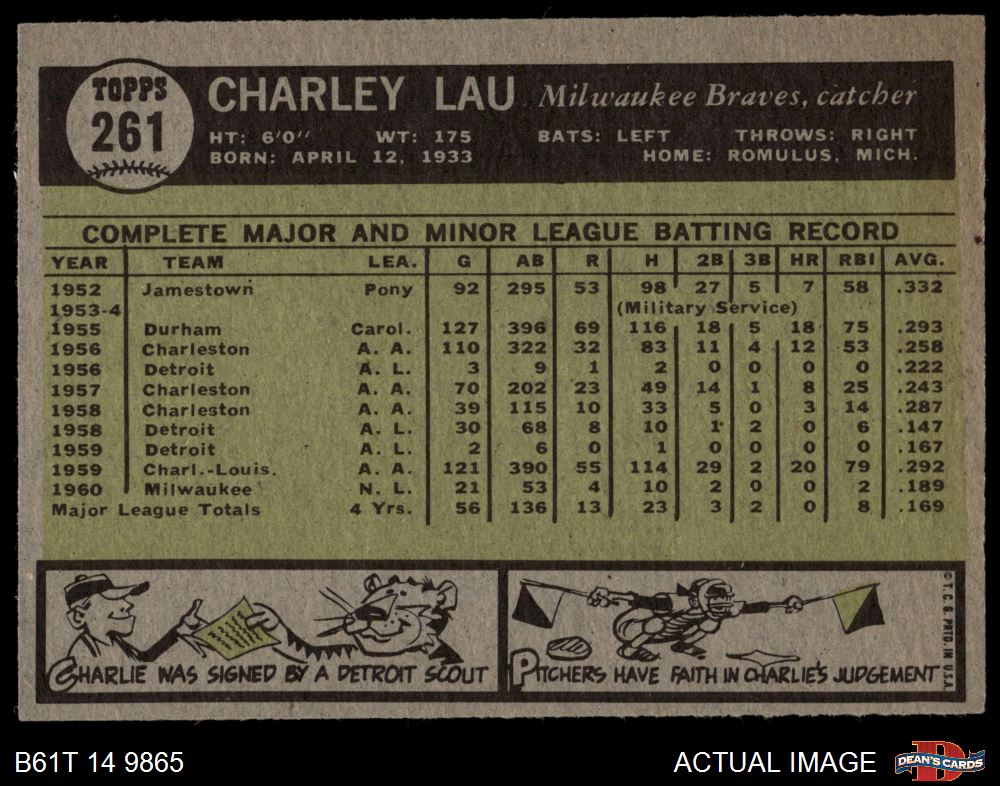 TOPPS
261
CHARLEY LAU Milwaukee Braves, catcher
HT: 6'0" WT: 175 BATS: LEFT THROWS: RIGHT
BORN: APRIL 12, 1933 HOME: ROMULUS, MICH.
COMPLETE MAJOR AND MINOR LEAGUE BATTING RECORD
YEAR TEAM LEA. G AB R H 2B 3B HR RBI AVG.
1952 Jamestown Pony 92 295 53 98 27 5 7 58 .332
1953-4 (Military Service)
1955 Durham Carol. 127 396 69 116 18 5 18 75 .293
1956 Charleston A. A. 110 322 32 83 11 4 12 53 .258
1956 Detroit A. L. 3 9 1 2 0 0 0 0 .222
1957 Charleston A. A. 70 202 23 49 14 1 8 25 .243
1958 Charleston A. A. 39 115 10 33 5 0 3 14 .287
1958 Detroit A. L. 30 68 8 10 1 2 0 6 .147
1959 Detroit A. L. 2 6 0 1 0 0 0 0 .167
1959 Charl.-Louis. A. A. 121 390 55 114 29 2 20 79 .292
1960 Milwaukee N. L. 21 53 4 10 2 0 0 2 .189
Major League Totals 4 Yrs. 56 136 13 23 3 2 0 8 .169
CHARLIE WAS SIGNED BY A DETROIT SCOUT
PITCHERS HAVE FAITH IN CHARLIE'S JUDGEMENT
© T. C. G. PRTD. IN U.S.A.
B61T 14 9865 ACTUAL IMAGE
D
DEAN'S CARDS